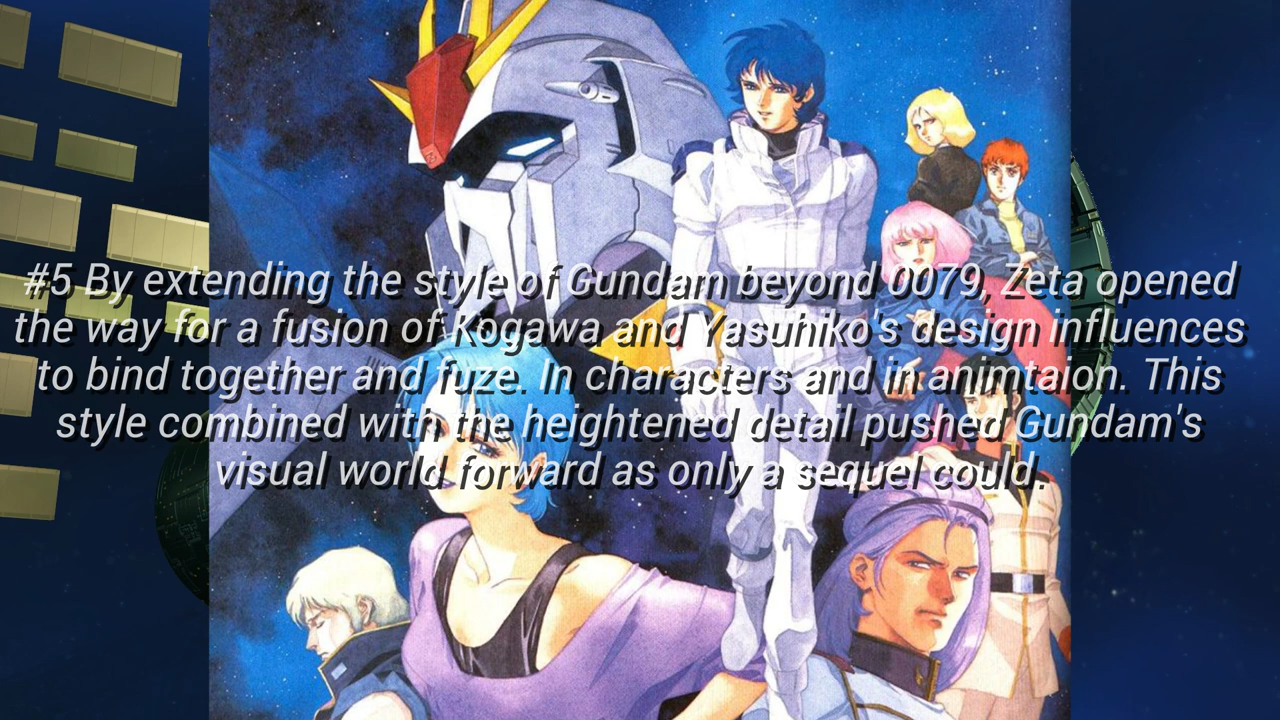 #5 By extending the style of Gundam beyond 0079, Zeta opened
the way for a fusion of Kogawa and Yasuhiko's design influences
to bind together and fuze. In characters and in animtaion. This
style combined with the heightened detail pushed Gundam's
visual world forward as only a sequel could.